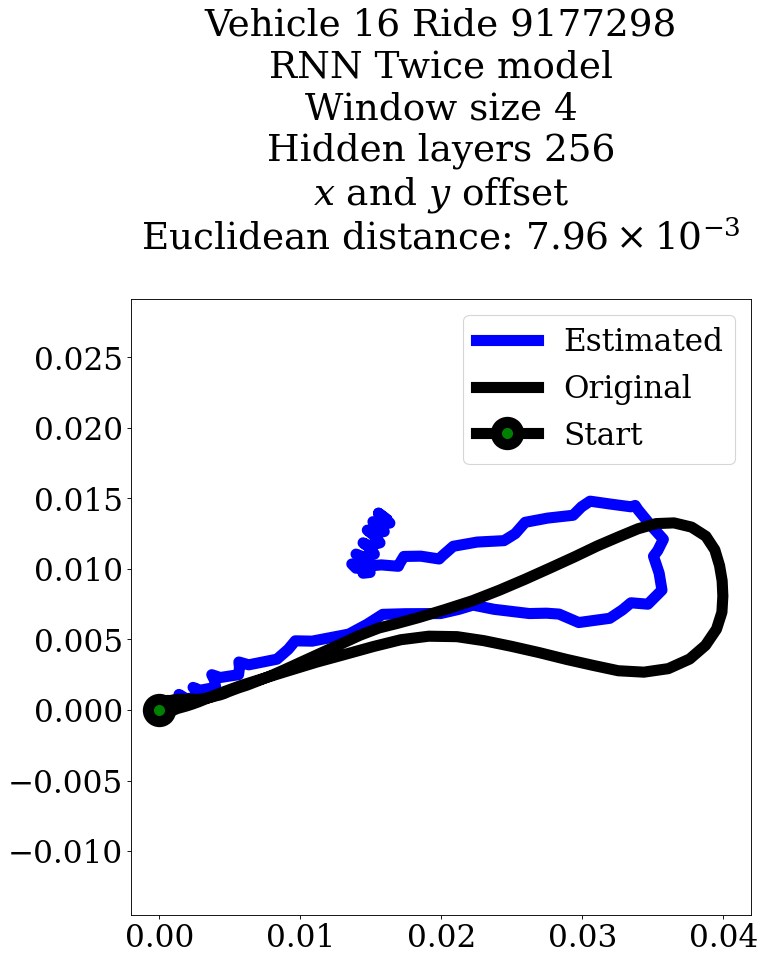 Vehicle 16 Ride 9177298
RNN Twice model
Window size 4
Hidden layers 256
x and y offset
Euclidean distance: 7.96 × 10⁻³
Estimated
Original
Start
0.025
0.020
0.015
0.010
0.005
0.000
−0.005
−0.010
0.00 0.01 0.02 0.03 0.04